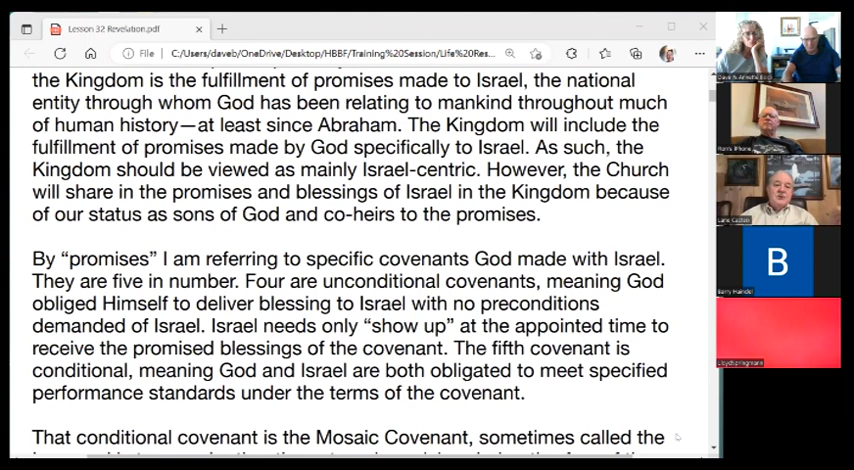 Lesson 32 Revelation.pdf
File
C:/Users/daveb/OneDrive/Desktop/HBBF/Training%20Session/Life%20Res...
the Kingdom is the fulfillment of promises made to Israel, the national
entity through whom God has been relating to mankind throughout much
of human history—at least since Abraham. The Kingdom will include the
fulfillment of promises made by God specifically to Israel. As such, the
Kingdom should be viewed as mainly Israel-centric. However, the Church
will share in the promises and blessings of Israel in the Kingdom because
of our status as sons of God and co-heirs to the promises.
By “promises” I am referring to specific covenants God made with Israel.
They are five in number. Four are unconditional covenants, meaning God
obliged Himself to deliver blessing to Israel with no preconditions
demanded of Israel. Israel needs only “show up” at the appointed time to
receive the promised blessings of the covenant. The fifth covenant is
conditional, meaning God and Israel are both obligated to meet specified
performance standards under the terms of the covenant.
That conditional covenant is the Mosaic Covenant, sometimes called the
Ron's iPhone
B